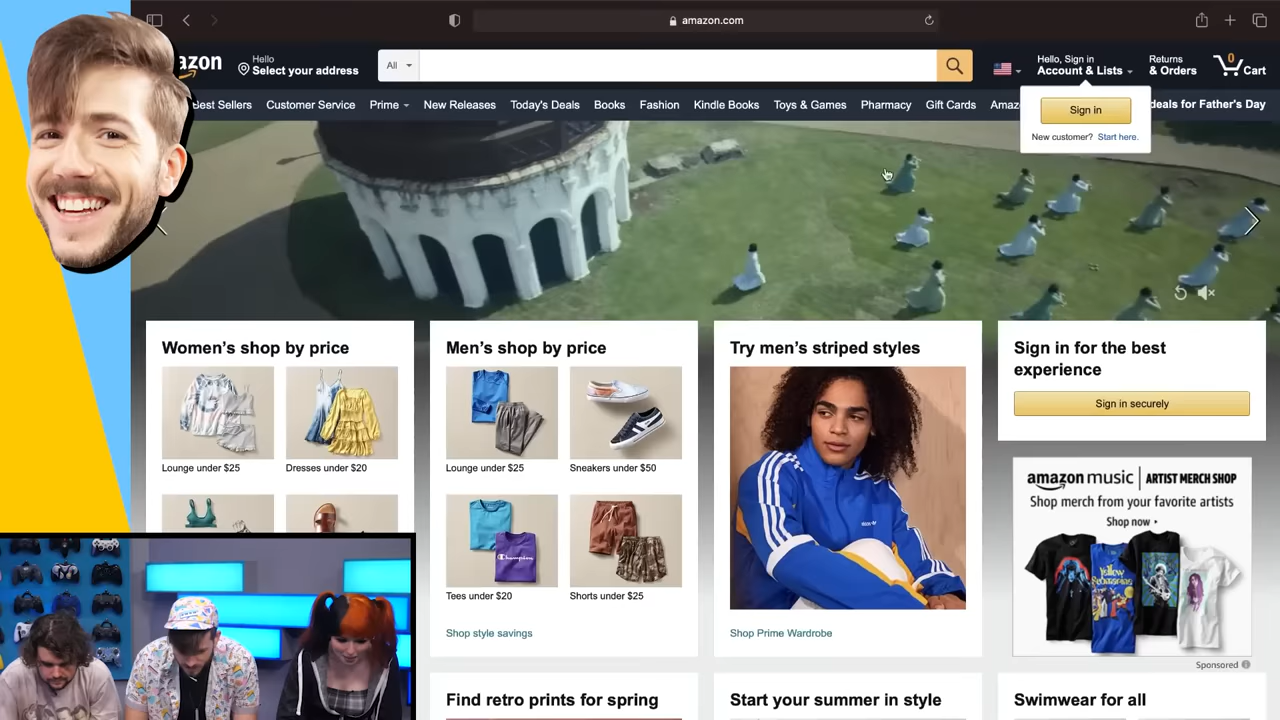 amazon.com
azon
Hello
Select your address
All
Hello, Sign in
Account & Lists
Returns
& Orders
0
Cart
Best Sellers
Customer Service
Prime
New Releases
Today's Deals
Books
Fashion
Kindle Books
Toys & Games
Pharmacy
Gift Cards
Amaz
deals for Father's Day
Sign in
New customer? Start here.
Women's shop by price
Lounge under $25
Dresses under $20
Men's shop by price
Lounge under $25
Sneakers under $50
Champion
Tees under $20
Shorts under $25
Shop style savings
Try men's striped styles
adidas
Shop Prime Wardrobe
Sign in for the best
experience
Sign in securely
amazon music | ARTIST MERCH SHOP
Shop merch from your favorite artists
Shop now
Yellow
Submarine
Sponsored
Find retro prints for spring
Start your summer in style
Swimwear for all